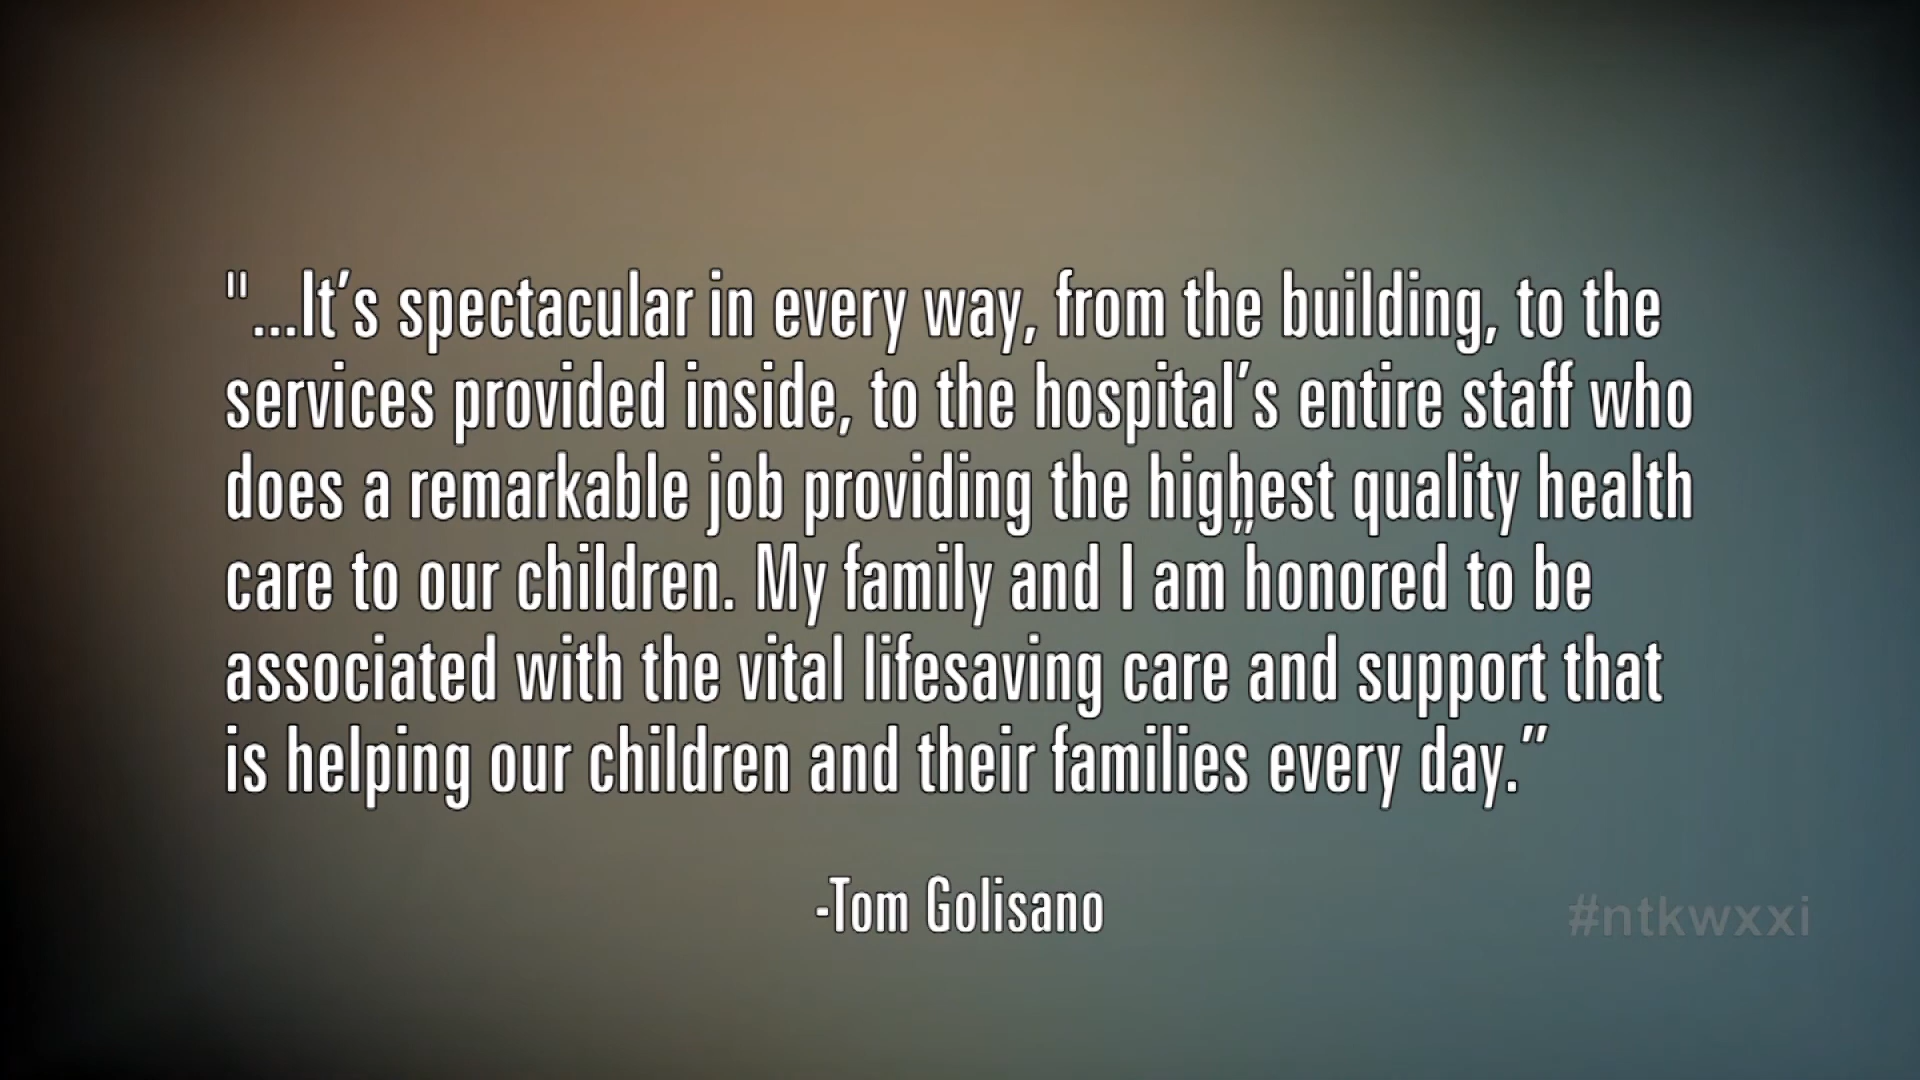 "...It’s spectacular in every way, from the building, to the
services provided inside, to the hospital’s entire staff who
does a remarkable job providing the highest quality health
care to our children. My family and I am ”honored to be
associated with the vital lifesaving care and support that
is helping our children and their families every day.”
-Tom Golisano
#ntkwxxi